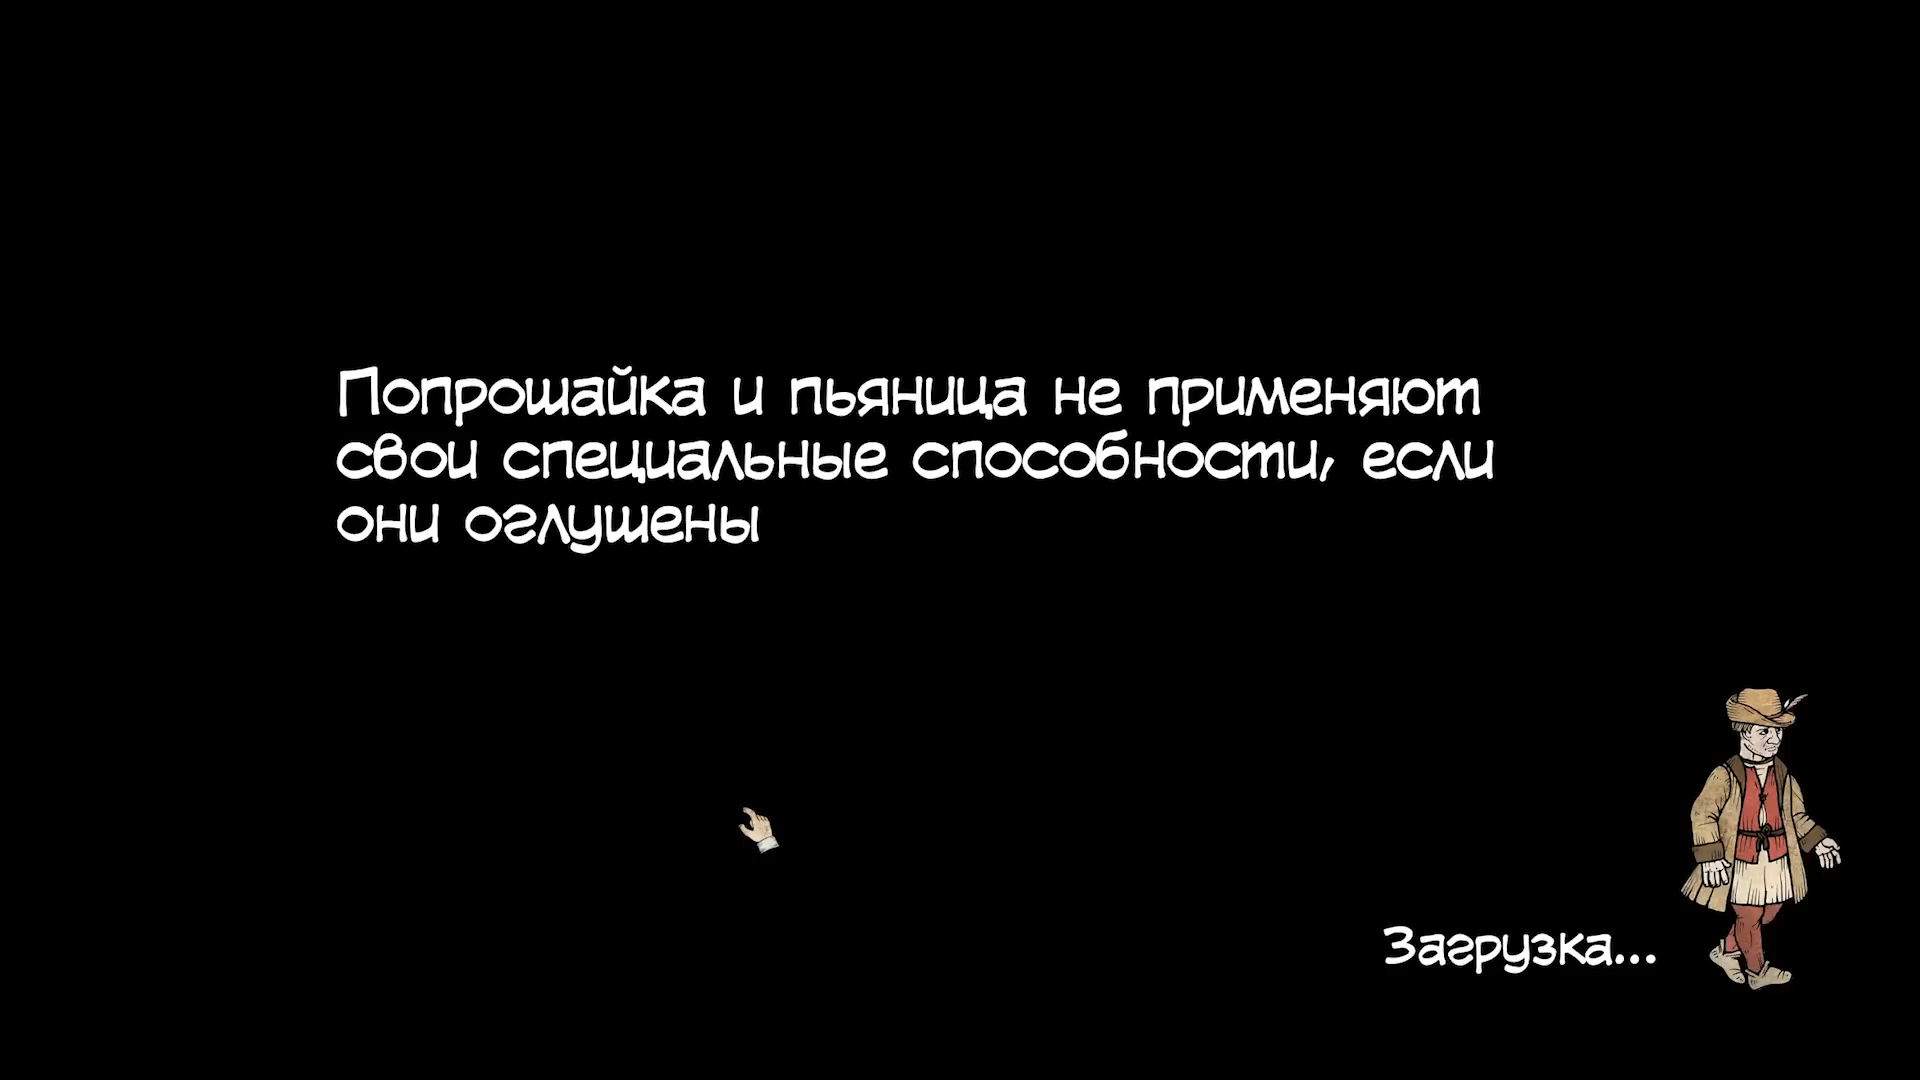 Попрошайка и пьяница не применяют
свои специальные способности, если
они оглушены
Загрузка...